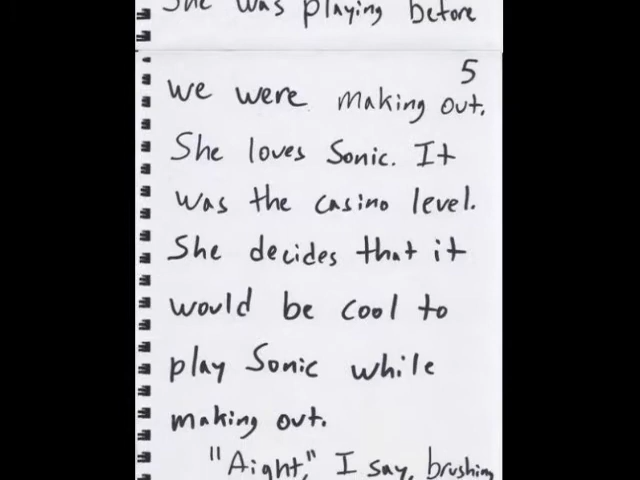 She was playing before
5
we were making out.
She loves Sonic. It
was the casino level.
She decides that it
would be cool to
play Sonic while
making out.
"Aight," I say, brushing